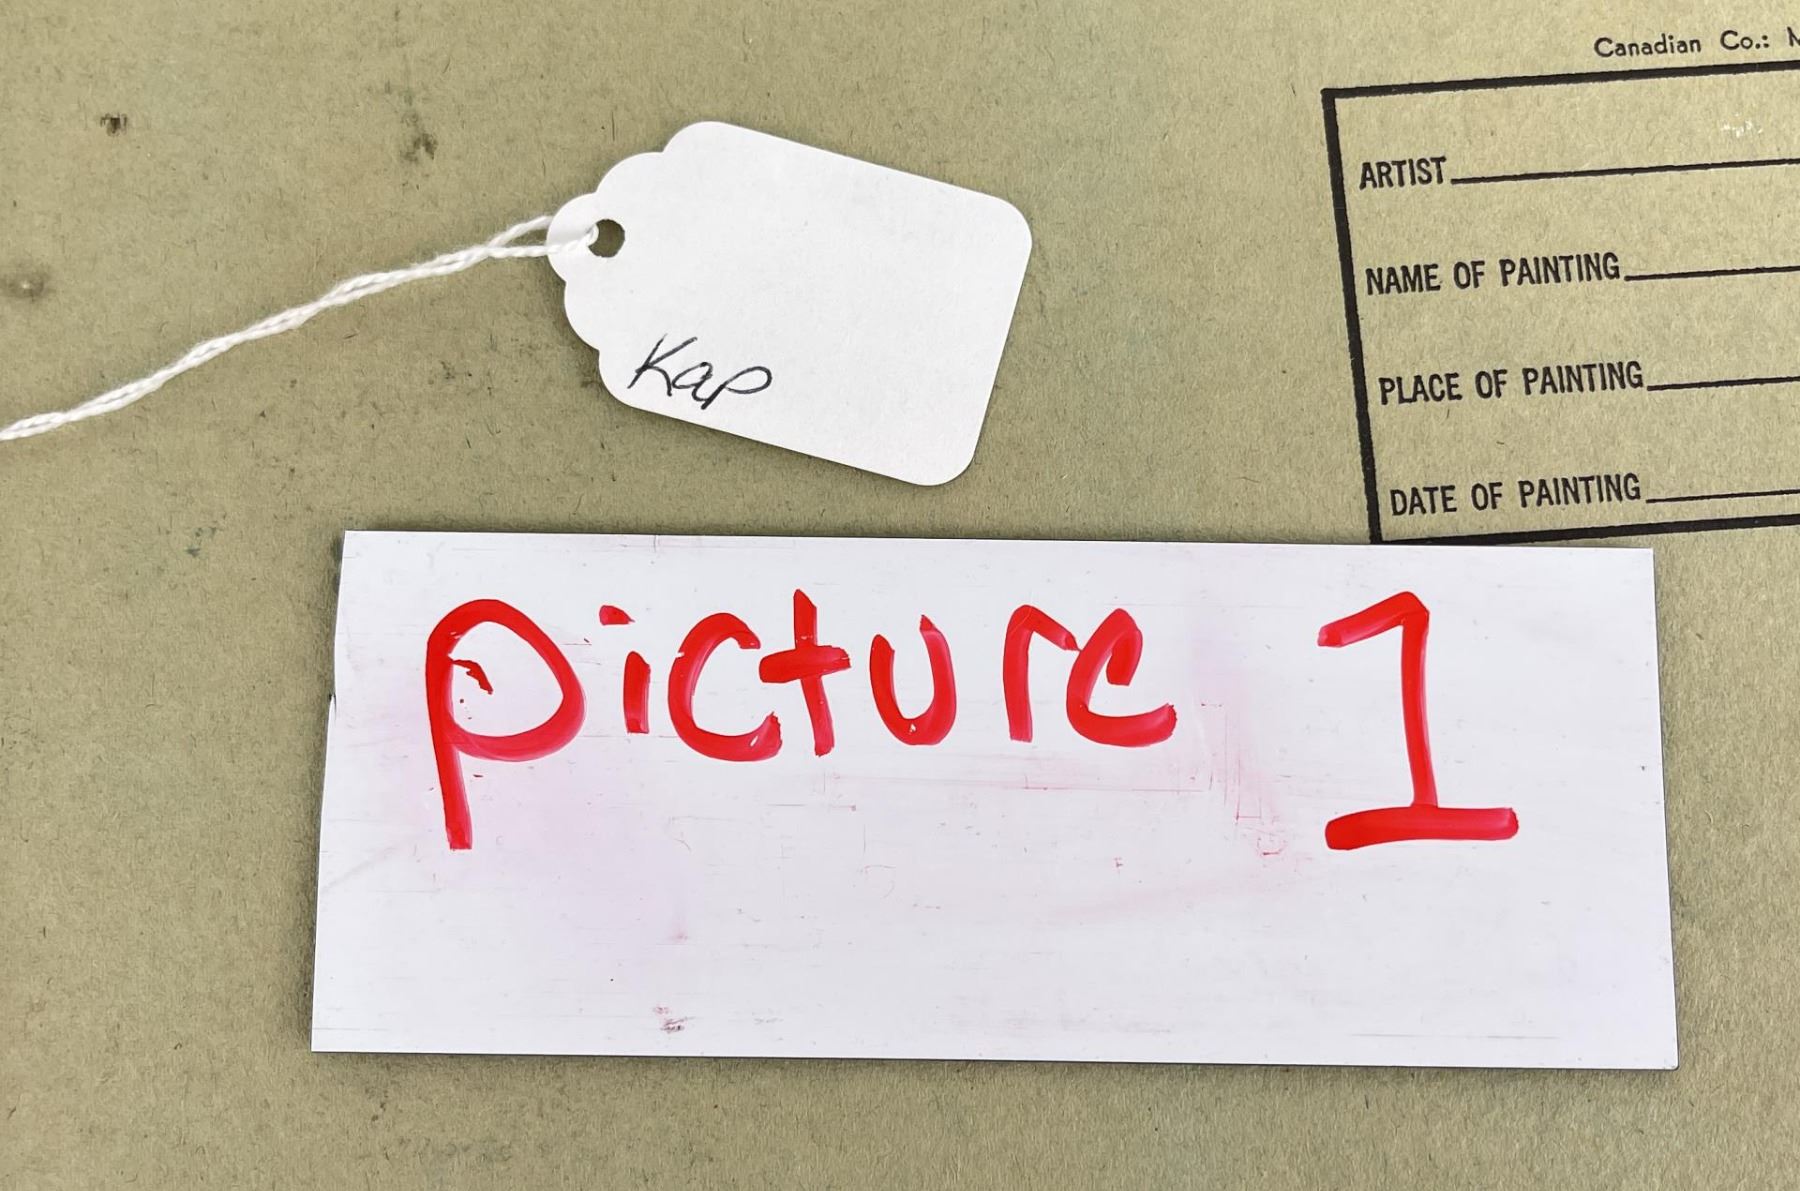 Canadian Co.:
ARTIST
NAME OF PAINTING
PLACE OF PAINTING
DATE OF PAINTING
Kap
picture 1